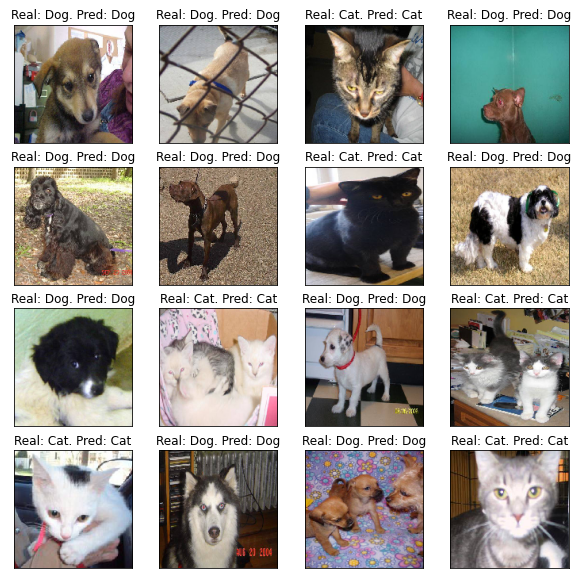 Real: Dog. Pred: Dog Real: Dog. Pred: Dog Real: Cat. Pred: Cat Real: Dog. Pred: Dog
Real: Dog. Pred: Dog Real: Dog. Pred: Dog Real: Cat. Pred: Cat Real: Dog. Pred: Dog
Real: Dog. Pred: Dog Real: Cat. Pred: Cat Real: Dog. Pred: Dog Real: Cat. Pred: Cat
Real: Cat. Pred: Cat Real: Dog. Pred: Dog Real: Dog. Pred: Dog Real: Cat. Pred: Cat
AUG 23 2004